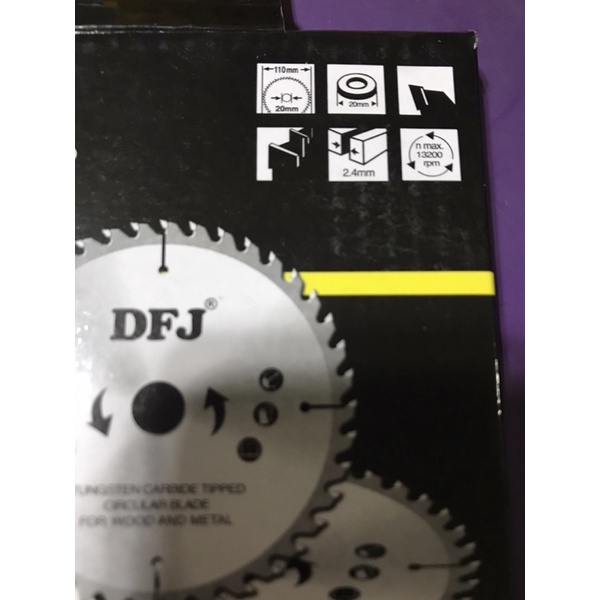 110mm
20mm
20mm
2.4mm
n max.
13200
rpm
DFJ®
TUNGSTEN CARBIDE TIPPED
CIRCULAR BLADE
FOR WOOD AND METAL